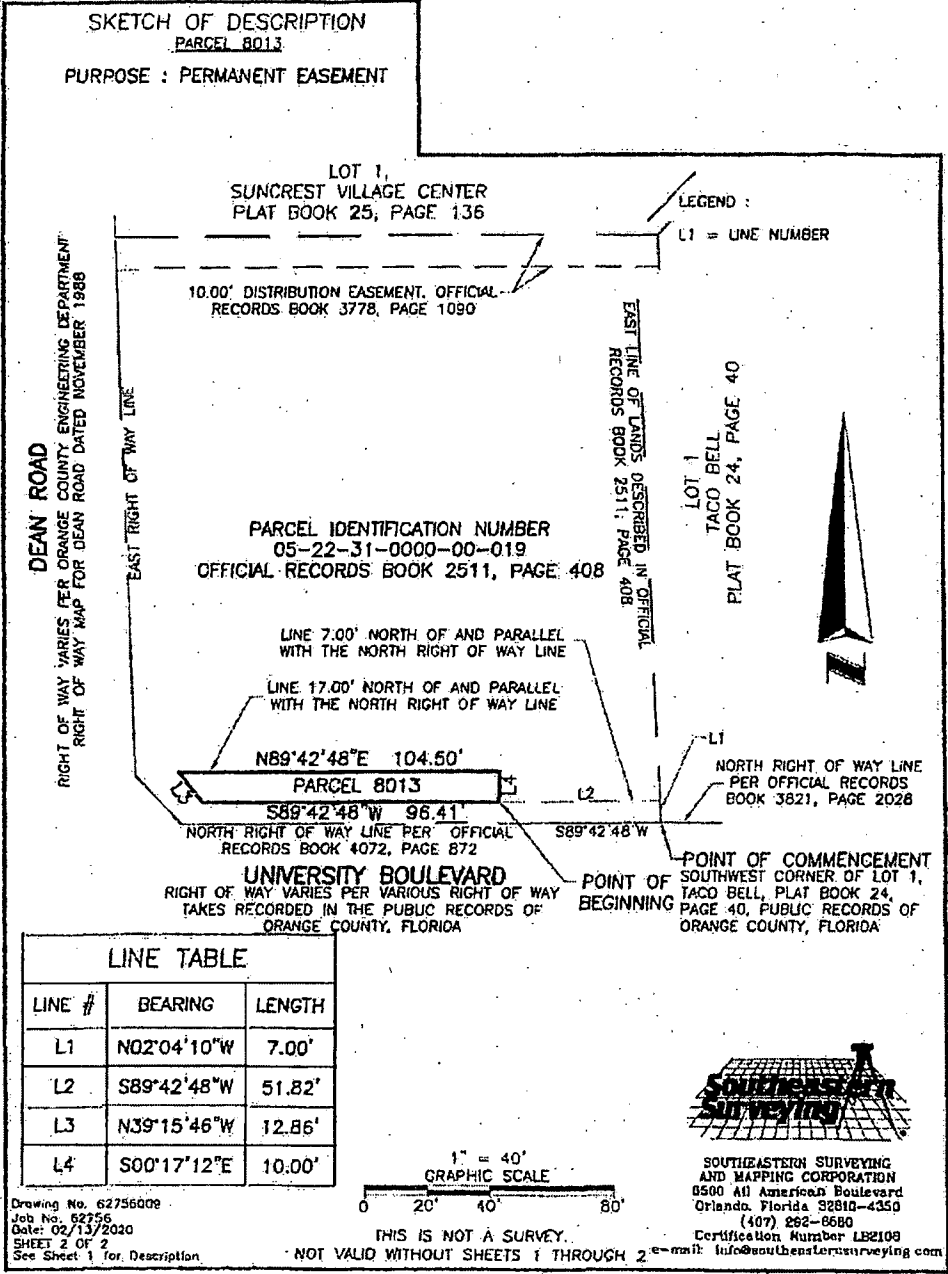 SKETCH OF DESCRIPTION
PARCEL 8013
PURPOSE : PERMANENT EASEMENT
LOT 1,
SUNCREST VILLAGE CENTER
PLAT BOOK 25, PAGE 136
LEGEND :
L1 = LINE NUMBER
10.00' DISTRIBUTION EASEMENT, OFFICIAL
RECORDS BOOK 3778, PAGE 1090
DEAN ROAD
RIGHT OF WAY VARIES PER ORANGE COUNTY ENGINEERING DEPARTMENT
RIGHT OF WAY MAP FOR DEAN ROAD DATED NOVEMBER 1988
EAST RIGHT OF WAY LINE
EAST LINE OF LANDS DESCRIBED IN OFFICIAL
RECORDS BOOK 2511, PAGE 408
LOT 1
TACO BELL
PLAT BOOK 24, PAGE 40
PARCEL IDENTIFICATION NUMBER
05-22-31-0000-00-019
OFFICIAL RECORDS BOOK 2511, PAGE 408
LINE 7.00' NORTH OF AND PARALLEL
WITH THE NORTH RIGHT OF WAY LINE
LINE 17.00' NORTH OF AND PARALLEL
WITH THE NORTH RIGHT OF WAY LINE
L1
N89°42'48"E 104.50'
PARCEL 8013
L3
L4
L2
S89°42'48"W 96.41'
S89°42'48"W
NORTH RIGHT OF WAY LINE
PER OFFICIAL RECORDS
BOOK 3821, PAGE 2028
NORTH RIGHT OF WAY LINE PER OFFICIAL
RECORDS BOOK 4072, PAGE 872
UNIVERSITY BOULEVARD
RIGHT OF WAY VARIES PER VARIOUS RIGHT OF WAY
TAKES RECORDED IN THE PUBLIC RECORDS OF
ORANGE COUNTY, FLORIDA
POINT OF
BEGINNING
POINT OF COMMENCEMENT
SOUTHWEST CORNER OF LOT 1,
TACO BELL, PLAT BOOK 24,
PAGE 40, PUBLIC RECORDS OF
ORANGE COUNTY, FLORIDA
LINE TABLE
LINE # BEARING LENGTH
L1 N02°04'10"W 7.00'
L2 S89°42'48"W 51.82'
L3 N39°15'46"W 12.86'
L4 S00°17'12"E 10.00'
Drawing No. 62756009
Job No. 62756
Date: 02/13/2020
SHEET 2 OF 2
See Sheet 1 for Description
1" = 40'
GRAPHIC SCALE
0 20' 40' 80'
THIS IS NOT A SURVEY.
NOT VALID WITHOUT SHEETS 1 THROUGH 2
Southeastern
Surveying
SOUTHEASTERN SURVEYING
AND MAPPING CORPORATION
6500 All American Boulevard
Orlando, Florida 32810-4350
(407) 292-8580
Certification Number LB2108
e-mail: info@southeasternsurveying.com